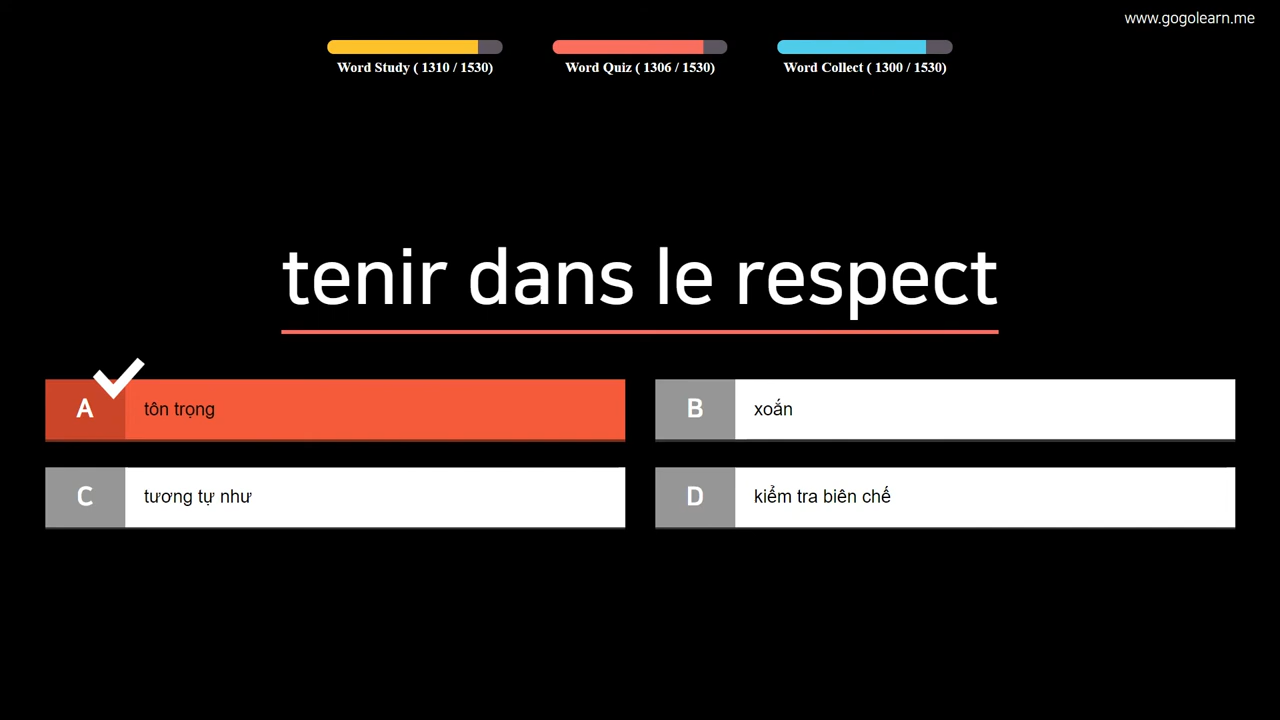 www.gogolearn.me
Word Study ( 1310 / 1530)
Word Quiz ( 1306 / 1530)
Word Collect ( 1300 / 1530)
tenir dans le respect
A tôn trọng
B xoắn
C tương tự như
D kiểm tra biên chế